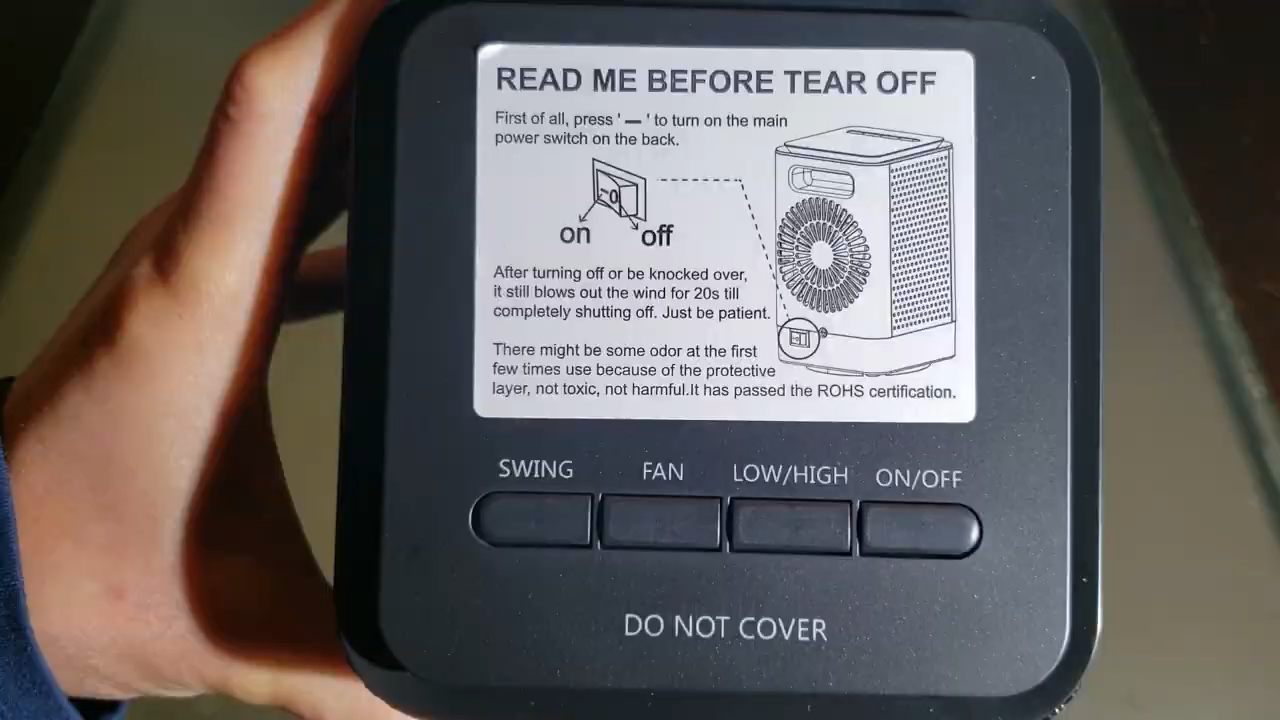 READ ME BEFORE TEAR OFF
First of all, press ' — ' to turn on the main
power switch on the back.
–O
on off
After turning off or be knocked over,
it still blows out the wind for 20s till
completely shutting off. Just be patient.
There might be some odor at the first
few times use because of the protective
layer, not toxic, not harmful.It has passed the ROHS certification.
SWING FAN LOW/HIGH ON/OFF
DO NOT COVER